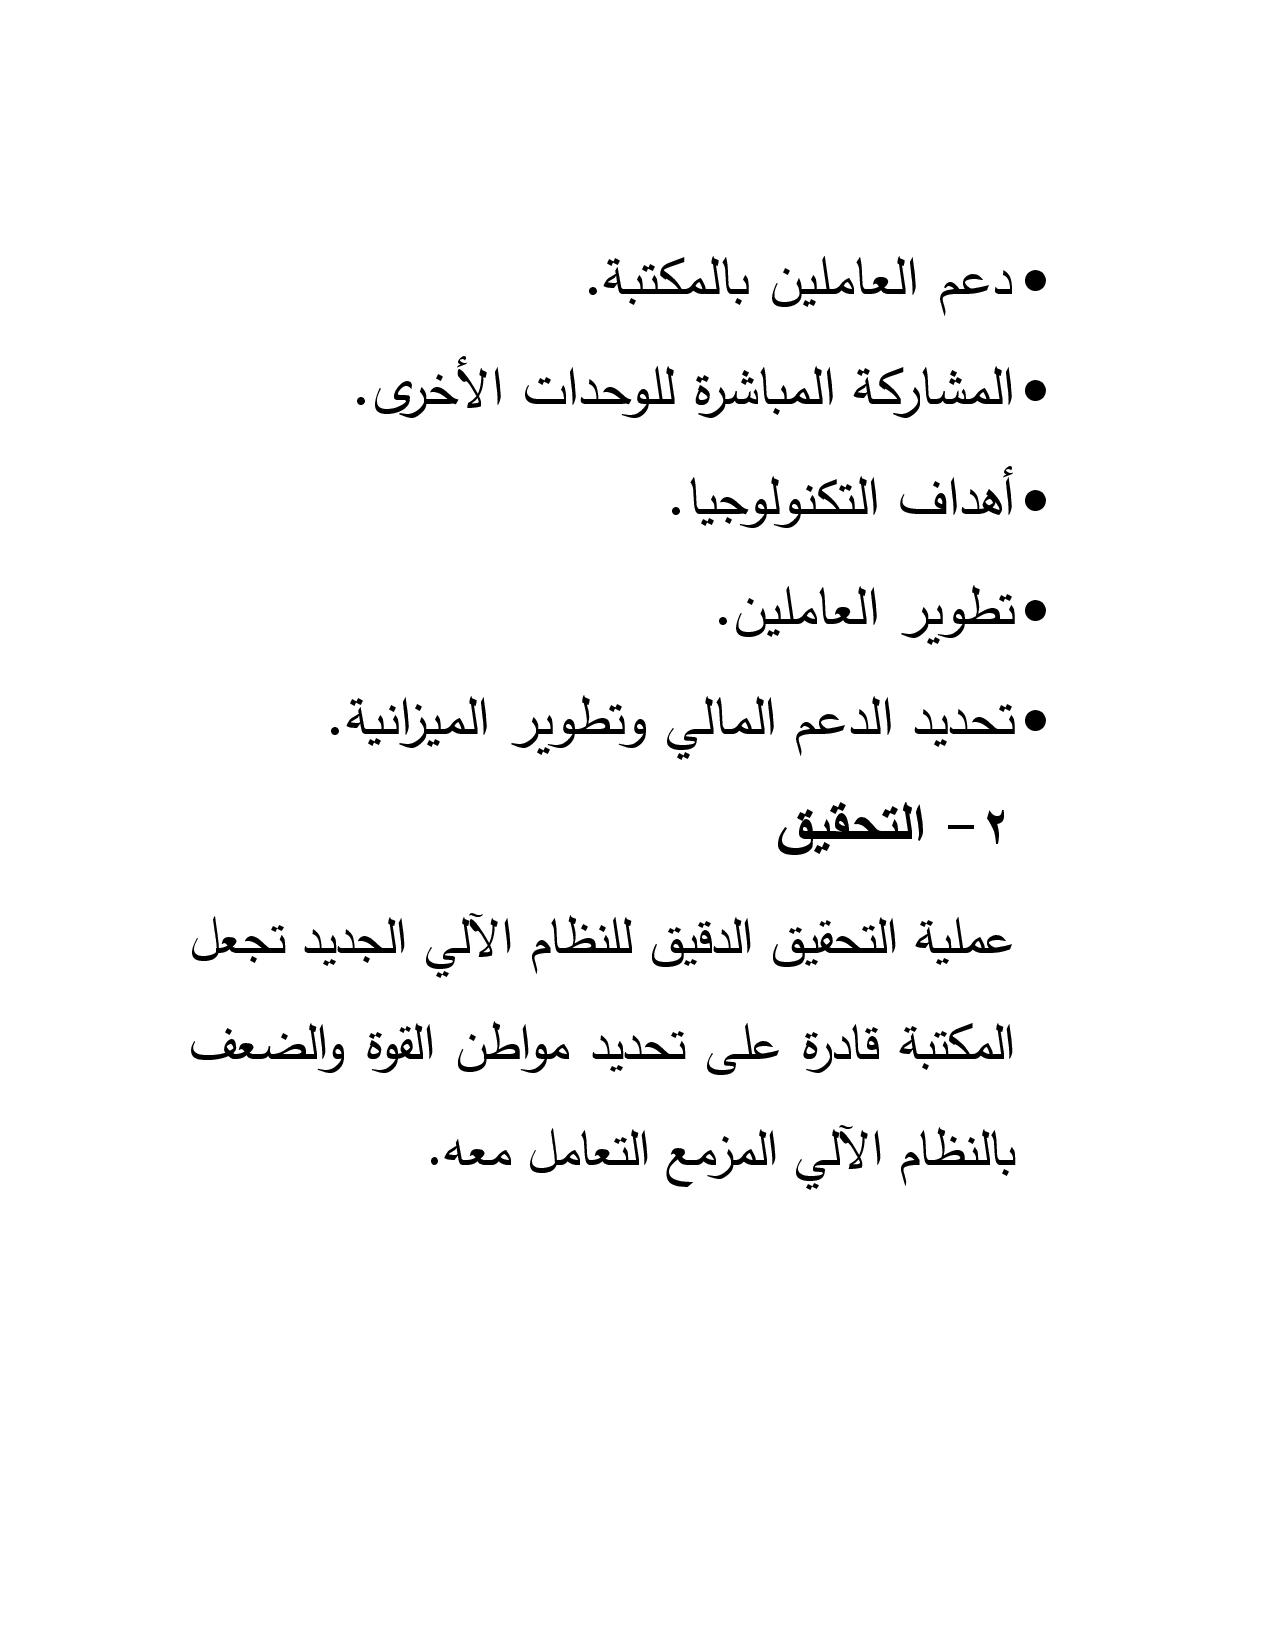 • دعم العاملين بالمكتبة.
• المشاركة المباشرة للوحدات الأخرى.
• أهداف التكنولوجيا.
• تطوير العاملين.
• تحديد الدعم المالي وتطوير الميزانية.
٢ – التحقيق
عملية التحقيق الدقيق للنظام الآلي الجديد تجعل
المكتبة قادرة على تحديد مواطن القوة والضعف
بالنظام الآلي المزمع التعامل معه.